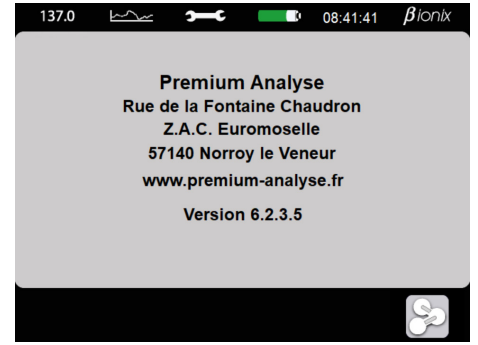 137.0 08:41:41 βionix
Premium Analyse
Rue de la Fontaine Chaudron
Z.A.C. Euromoselle
57140 Norroy le Veneur
www.premium-analyse.fr
Version 6.2.3.5